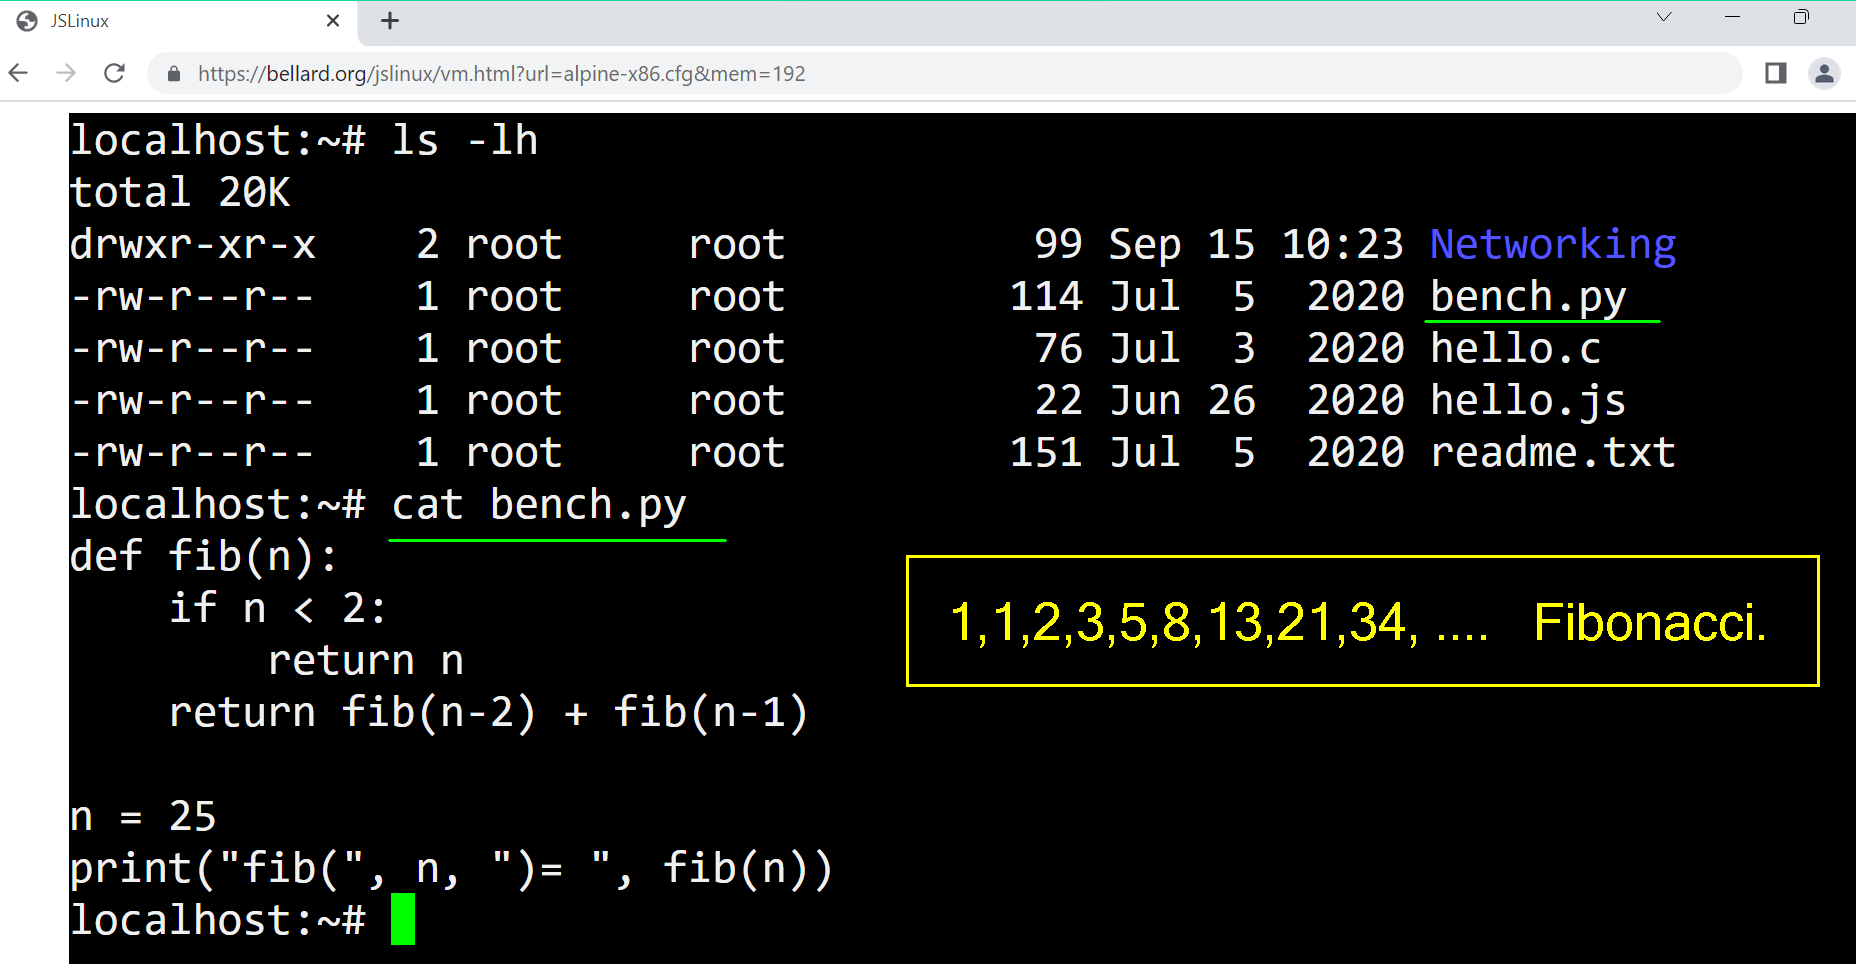 JSLinux
https://bellard.org/jslinux/vm.html?url=alpine-x86.cfg&mem=192
localhost:~# ls -lh
total 20K
drwxr-xr-x    2 root     root          99 Sep 15 10:23 Networking
-rw-r--r--    1 root     root         114 Jul  5  2020 bench.py
-rw-r--r--    1 root     root          76 Jul  3  2020 hello.c
-rw-r--r--    1 root     root          22 Jun 26  2020 hello.js
-rw-r--r--    1 root     root         151 Jul  5  2020 readme.txt
localhost:~# cat bench.py
def fib(n):
    if n < 2:
        return n
    return fib(n-2) + fib(n-1)
1,1,2,3,5,8,13,21,34, .... Fibonacci.
n = 25
print("fib(", n, ")= ", fib(n))
localhost:~#